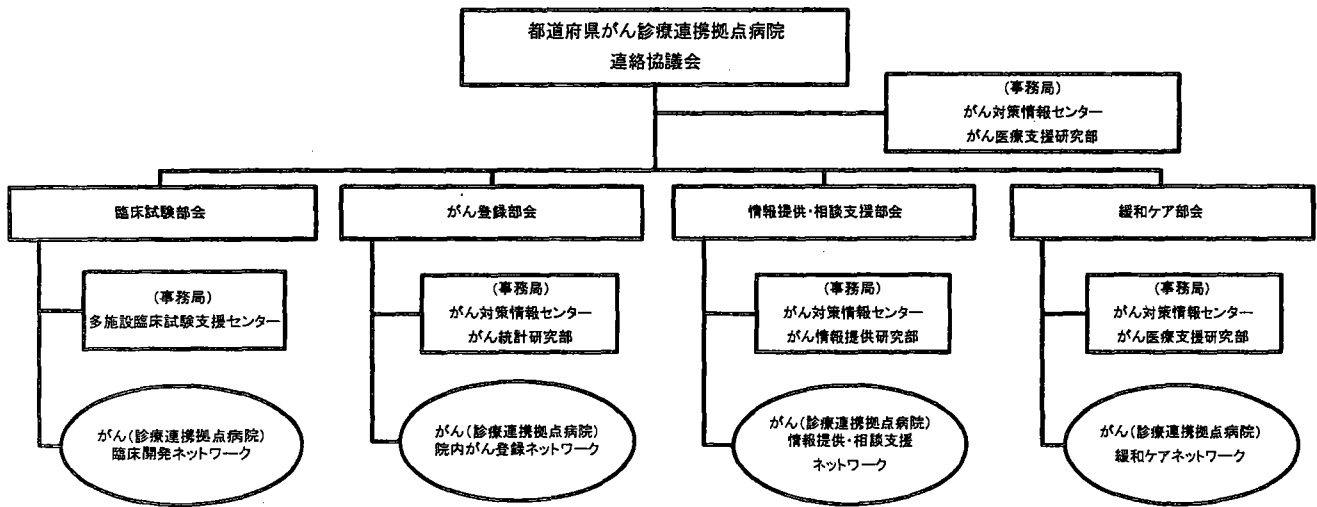 都道府県がん診療連携拠点病院
連絡協議会
(事務局)
がん対策情報センター
がん医療支援研究部
臨床試験部会
がん登録部会
情報提供・相談支援部会
緩和ケア部会
(事務局)
多施設臨床試験支援センター
(事務局)
がん対策情報センター
がん統計研究部
(事務局)
がん対策情報センター
がん情報提供研究部
(事務局)
がん対策情報センター
がん医療支援研究部
がん(診療連携拠点病院)
臨床開発ネットワーク
がん(診療連携拠点病院)
院内がん登録ネットワーク
がん(診療連携拠点病院)
情報提供・相談支援
ネットワーク
がん(診療連携拠点病院)
緩和ケアネットワーク